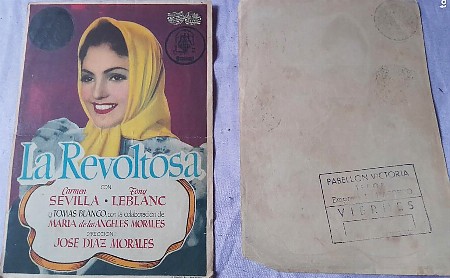 La Revoltosa
CON
Carmen Tony
SEVILLA · LEBLANC
y TOMAS BLANCO, con la colaboración de
MARIA de los ANGELES MORALES
DIRECCION:
JOSE DIAZ MORALES
PABELLON VICTORIA
VIERNES